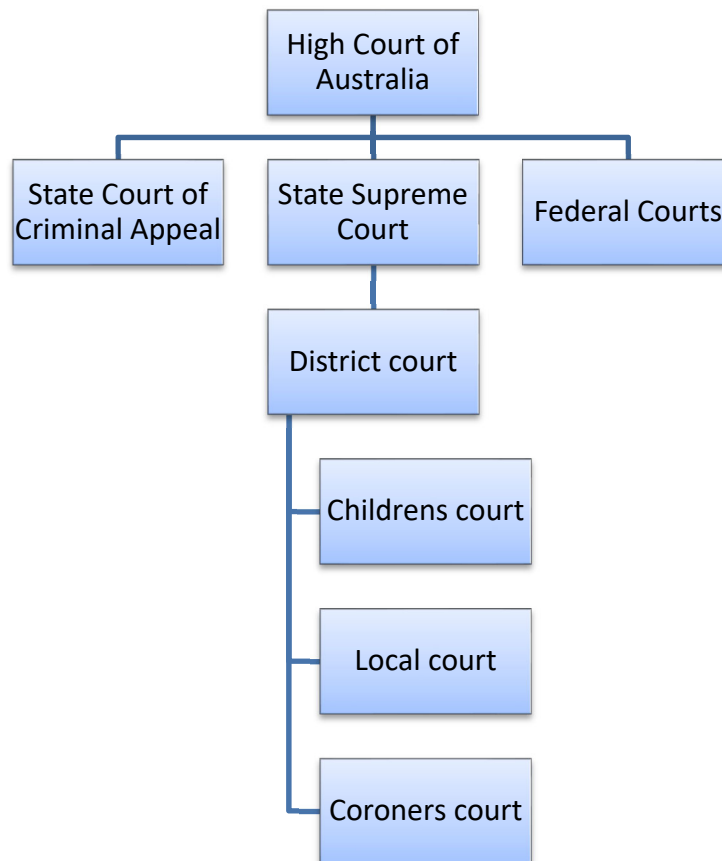 High Court of
Australia
State Court of
Criminal Appeal
State Supreme
Court
Federal Courts
District court
Childrens court
Local court
Coroners court